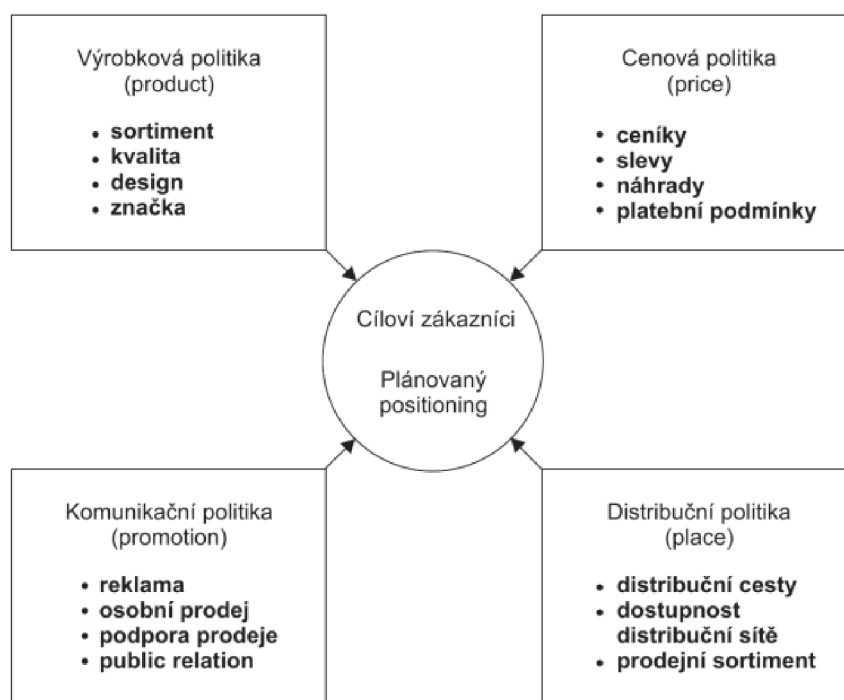 Výrobková politika
(product)
• sortiment
• kvalita
• design
• značka
Cenová politika
(price)
• ceníky
• slevy
• náhrady
• platební podmínky
Cíloví zákazníci
Plánovaný
positioning
Komunikační politika
(promotion)
• reklama
• osobní prodej
• podpora prodeje
• public relation
Distribuční politika
(place)
• distribuční cesty
• dostupnost
distribuční sítě
• prodejní sortiment